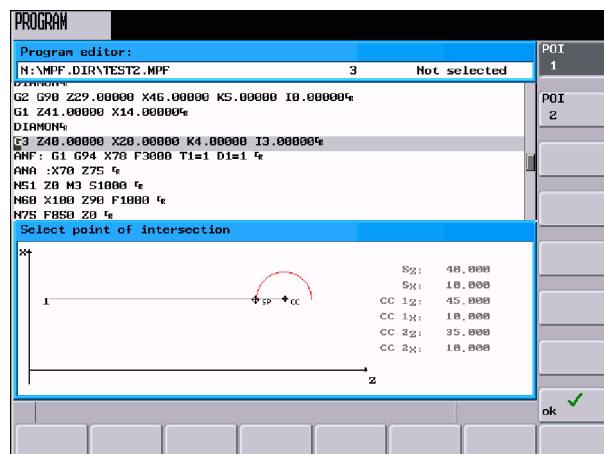 PROGRAM
Program editor:
N:\MPF.DIR\TEST2.MPF 3 Not selected
DIAMON
G2 G90 Z29.00000 X46.00000 K5.00000 I0.00000
G1 Z41.00000 X14.00000
DIAMON
G3 Z40.00000 X20.00000 K4.00000 I3.00000
ANF: G1 G94 X78 F3000 T1=1 D1=1
ANA :X70 Z75
N51 Z0 M3 S1000
N60 X100 Z90 F1000
N75 F850 Z0
Select point of intersection
X
1
SP
CC
Z
SZ: 40.000
SX: 10.000
CC 1Z: 45.000
CC 1X: 10.000
CC 2Z: 35.000
CC 2X: 10.000
POI
1
POI
2
ok